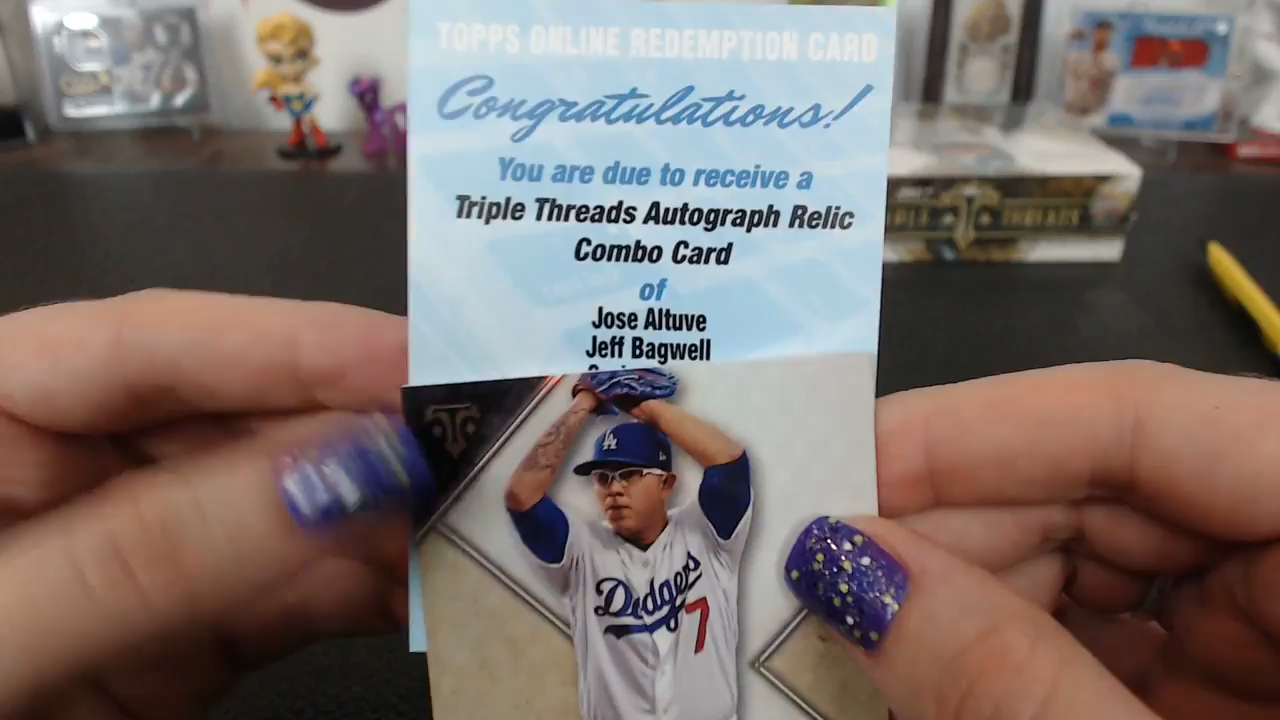 TOPPS ONLINE REDEMPTION CARD
Congratulations!
You are due to receive a
Triple Threads Autograph Relic
Combo Card
of
Jose Altuve
Jeff Bagwell
LA
Dodgers
7
THREADS